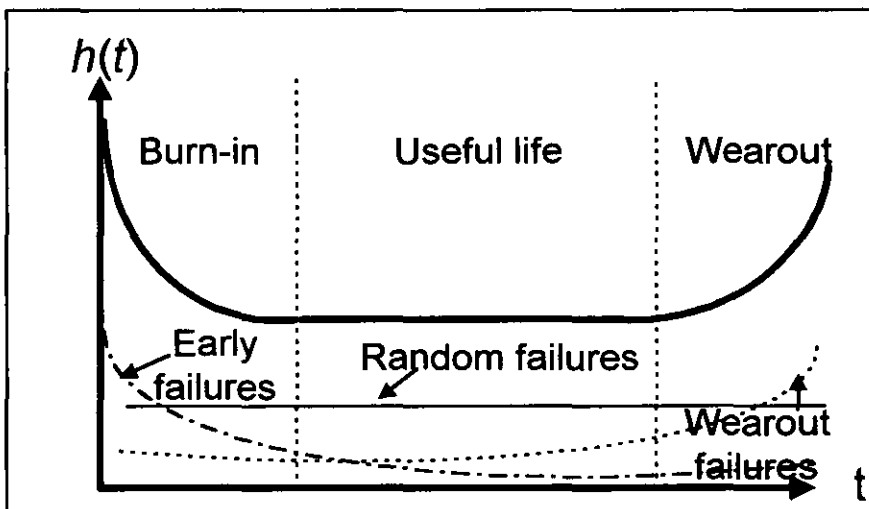 h(t)
Burn-in Useful life Wearout
Early
failures
Random failures
Wearout
failures
t